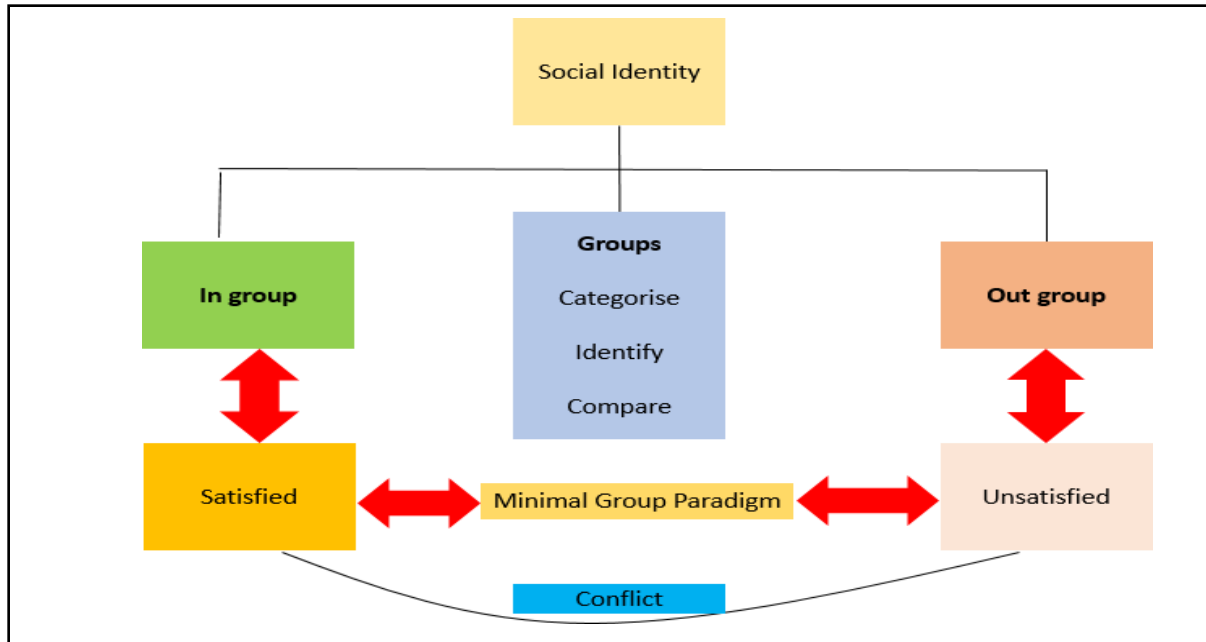 Social Identity
In group
Groups
Categorise
Identify
Compare
Out group
Satisfied
Minimal Group Paradigm
Unsatisfied
Conflict